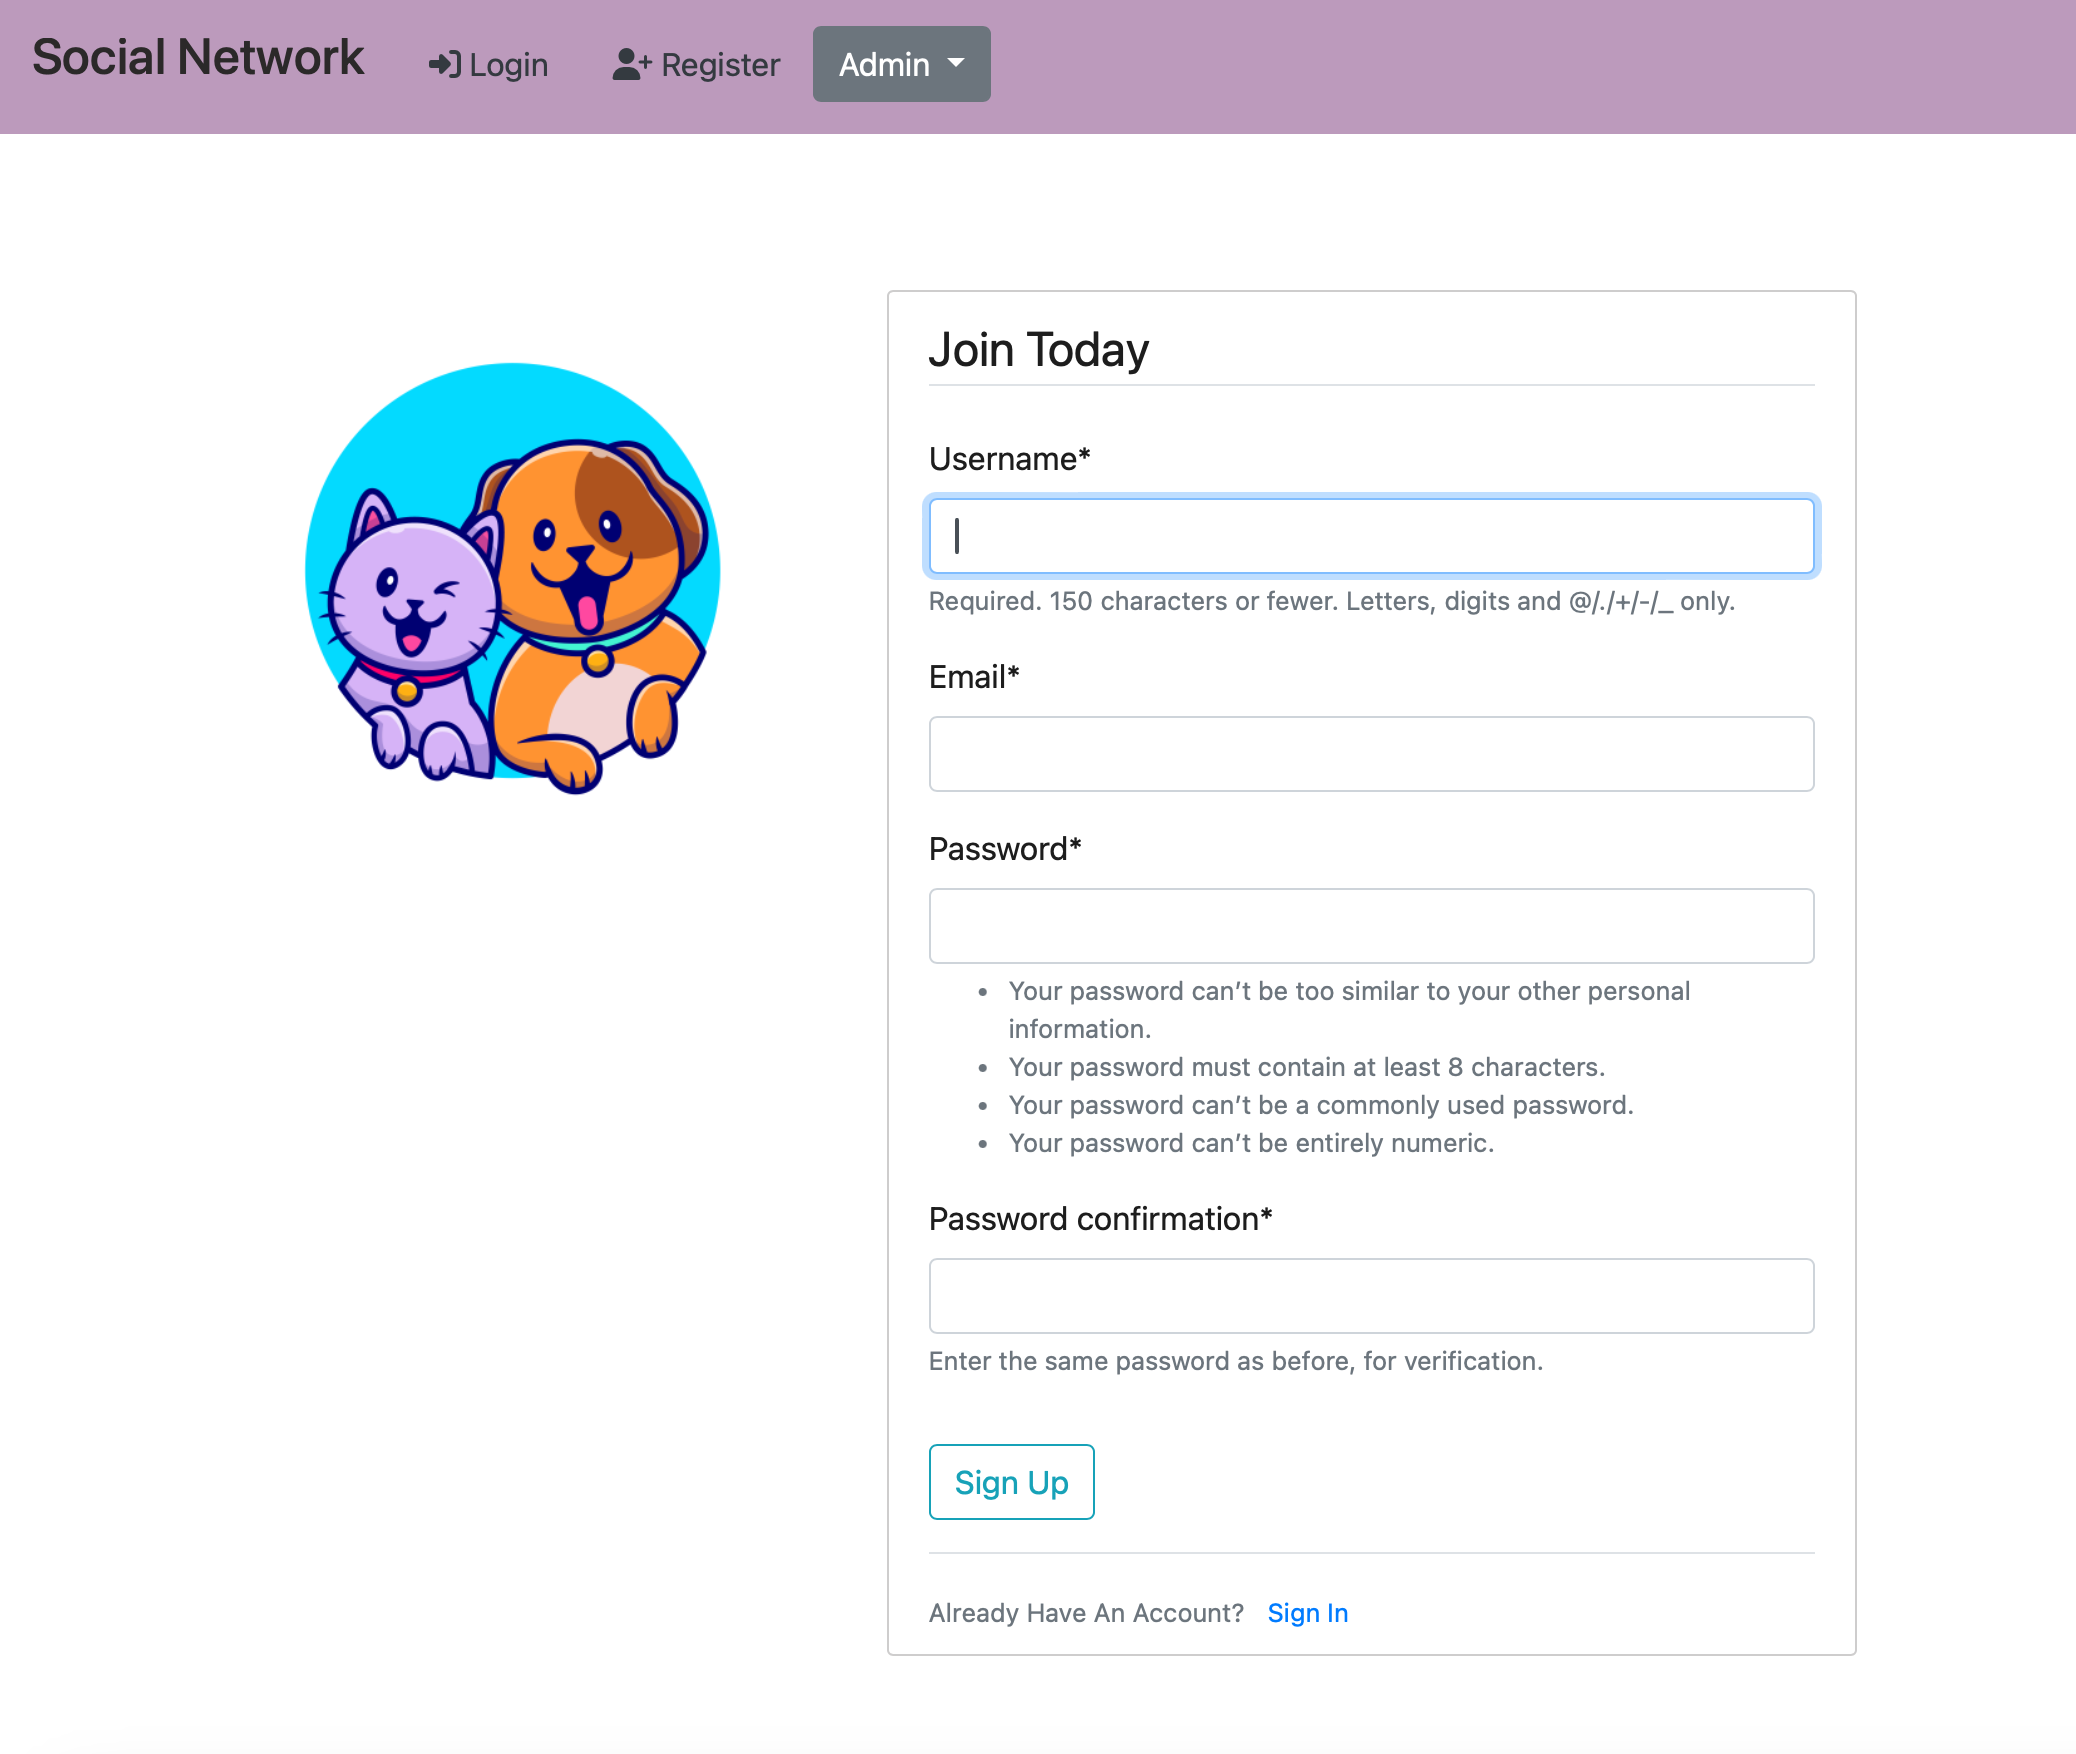 Social Network
Login
Register
Admin
Join Today
Username*
Required. 150 characters or fewer. Letters, digits and @/./+/-/_ only.
Email*
Password*
• Your password can’t be too similar to your other personal
information.
• Your password must contain at least 8 characters.
• Your password can’t be a commonly used password.
• Your password can’t be entirely numeric.
Password confirmation*
Enter the same password as before, for verification.
Sign Up
Already Have An Account? Sign In